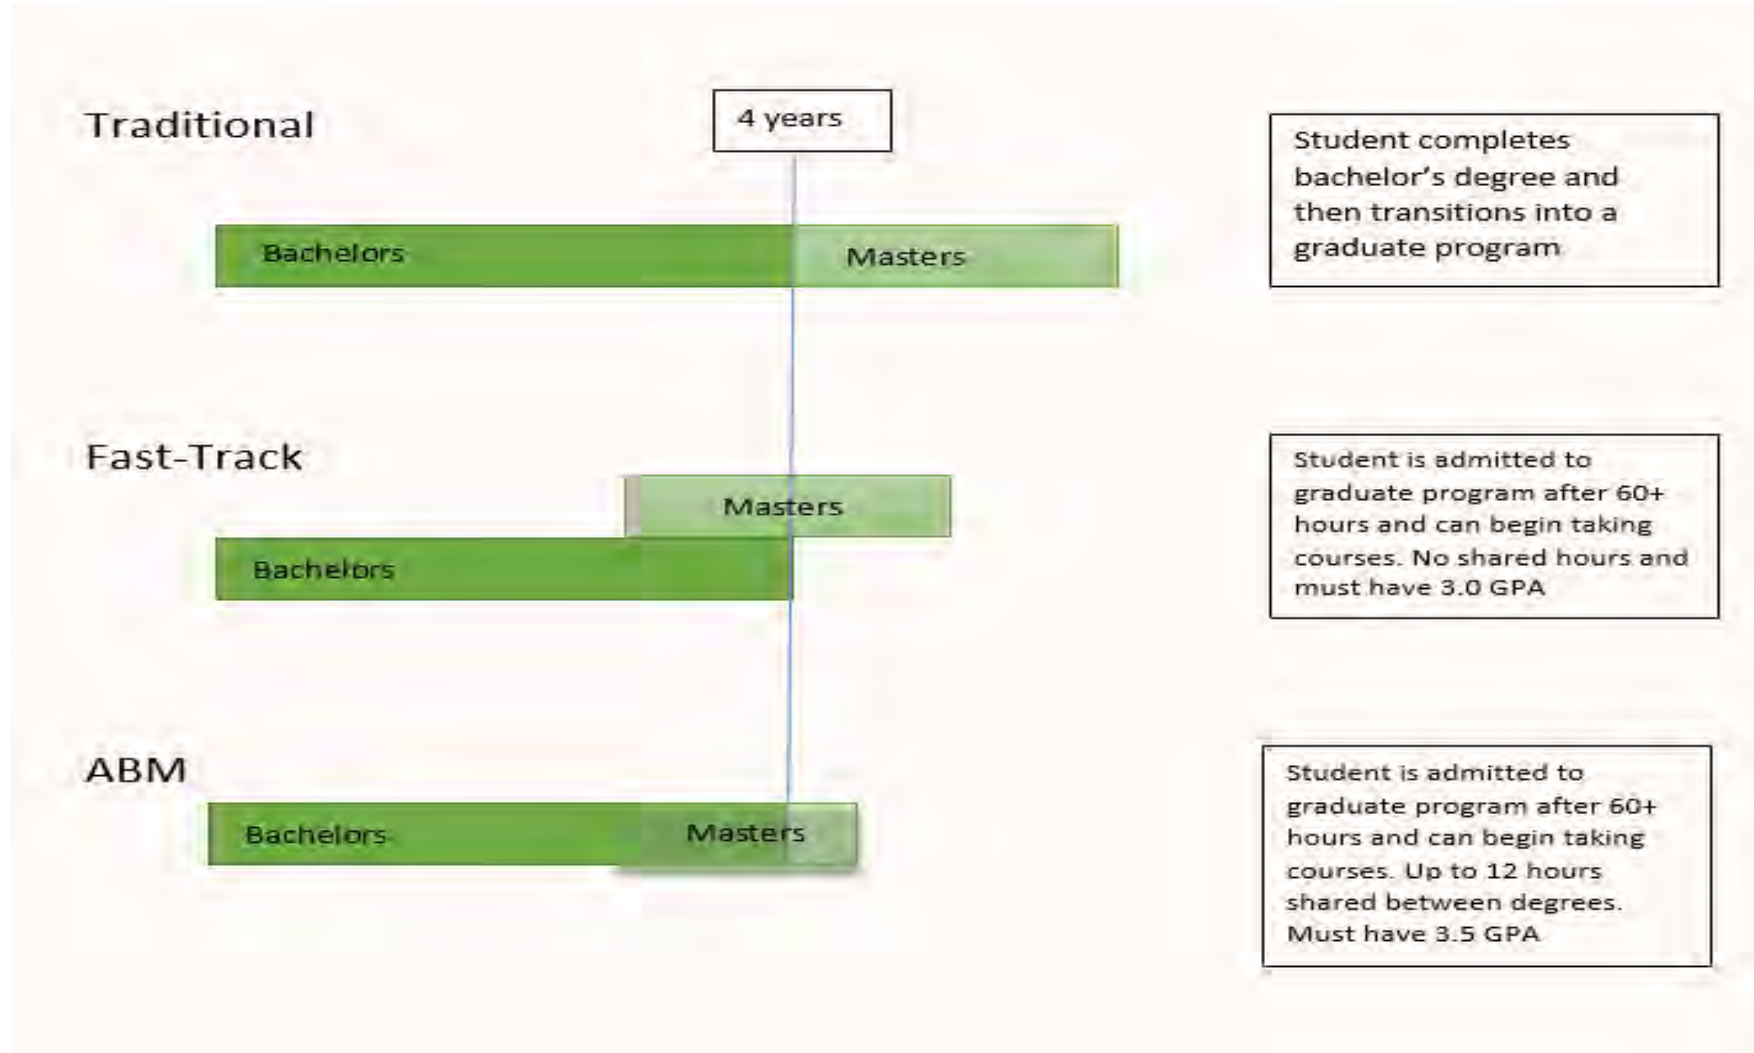 Traditional
4 years
Bachelors
Masters
Student completes
bachelor's degree and
then transitions into a
graduate program
Fast-Track
Masters
Bachelors
Student is admitted to
graduate program after 60+
hours and can begin taking
courses. No shared hours and
must have 3.0 GPA
ABM
Bachelors
Masters
Student is admitted to
graduate program after 60+
hours and can begin taking
courses. Up to 12 hours
shared between degrees.
Must have 3.5 GPA